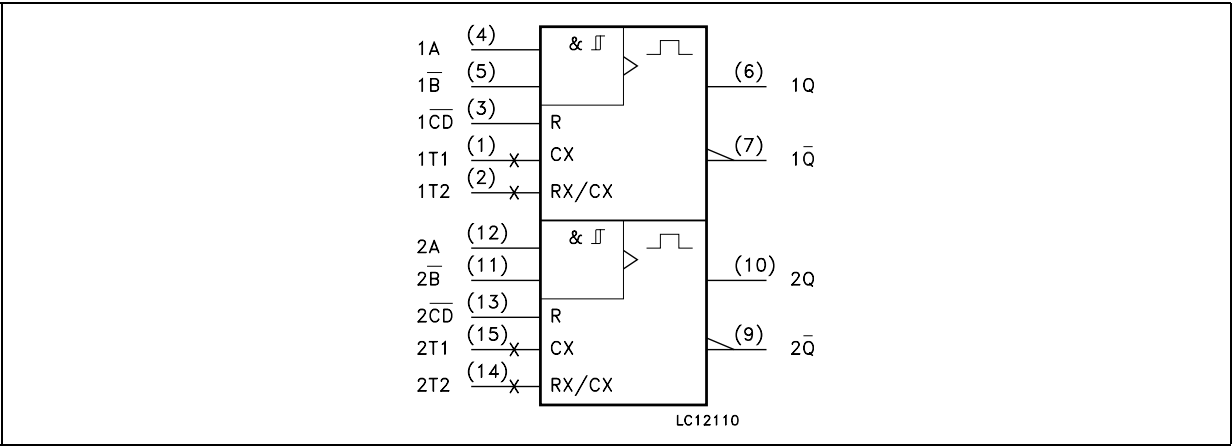 1A (4) & ⎍
1B̅ (5) (6) 1Q
1C̅D̅ (3) R
1T1 (1) CX (7) 1Q̅
1T2 (2) RX/CX
2A (12) &
2B̅ (11) (10) 2Q
2C̅D̅ (13) R
2T1 (15) CX (9) 2Q̅
2T2 (14) RX/CX
LC12110